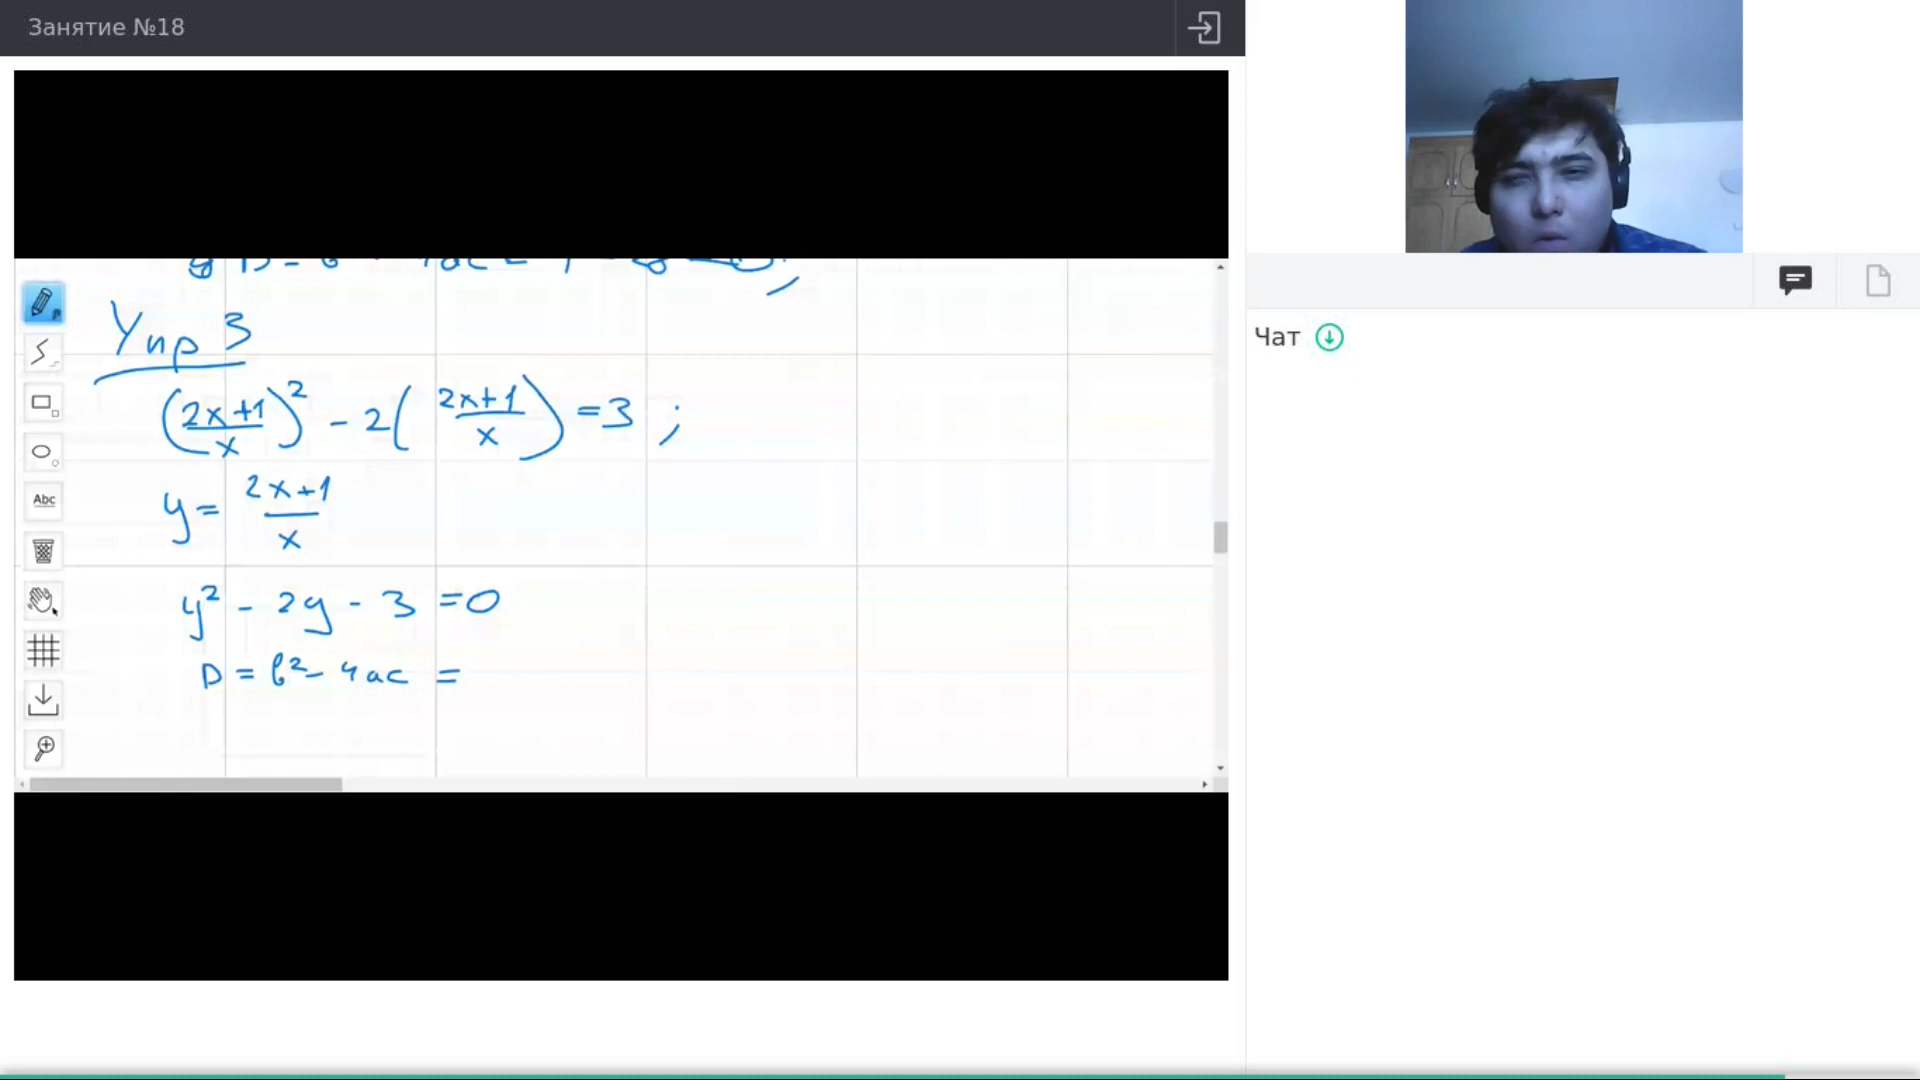 Занятие №18
Упр 3
(2x+1/x)² - 2(2x+1/x) = 3 ;
y = 2x+1/x
y² - 2y - 3 = 0
D = b² - 4ac =
Abc
Чат